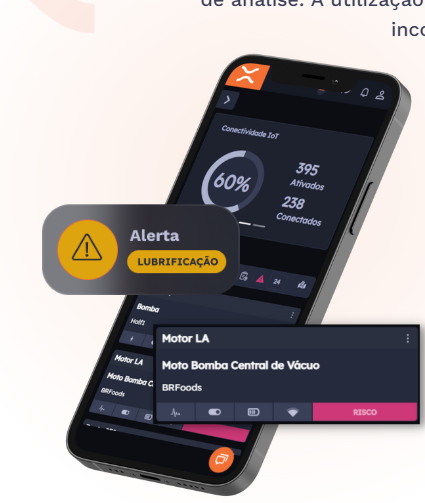 de análise. A utilização
inco
Conectividade IoT
60%
395
Ativados
238
Conectados
Alerta
LUBRIFICAÇÃO
24
Bomba
Motor LA
Moto Bomba Central de Vácuo
BRFoods
RISCO
Motor LA
Moto Bomba C
BRFoods